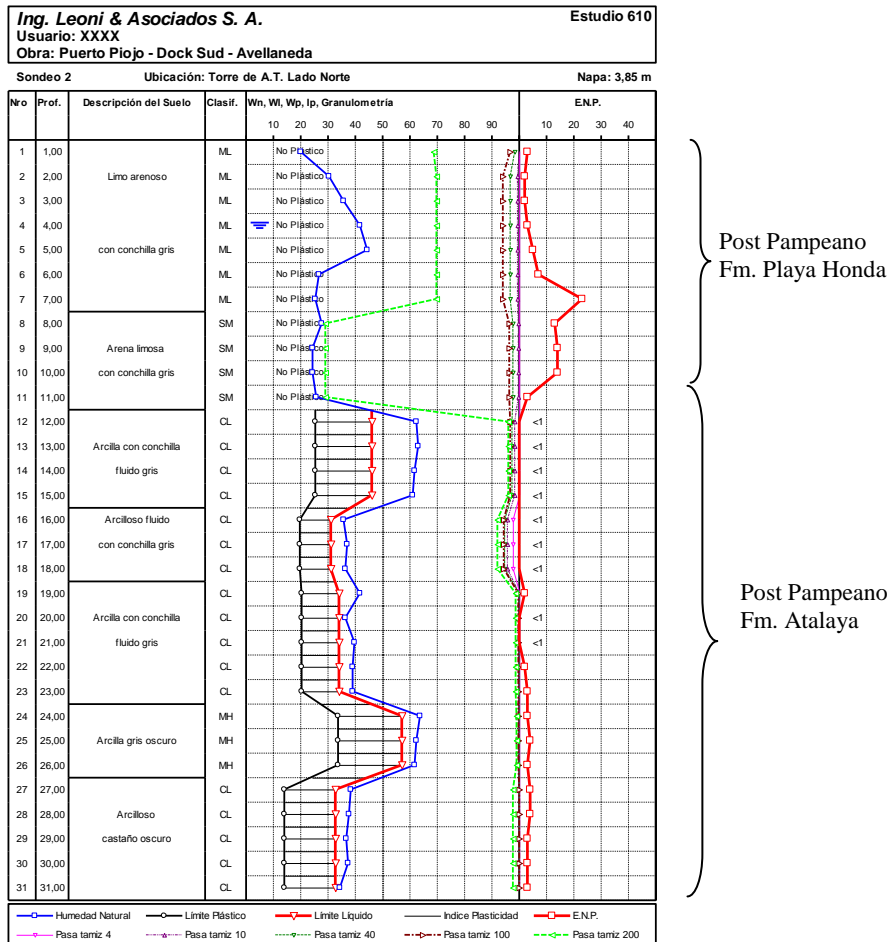 Ing. Leoni & Asociados S. A. Estudio 610
Usuario: XXXX
Obra: Puerto Piojo - Dock Sud - Avellaneda
Sondeo 2 Ubicación: Torre de A.T. Lado Norte Napa: 3,85 m
Nro Prof. Descripción del Suelo Clasif. Wn, Wl, Wp, Ip, Granulometría E.N.P.
10 20 30 40 50 60 70 80 90 10 20 30 40
1 1,00 ML No Plástico
2 2,00 Limo arenoso ML No Plástico
3 3,00 ML No Plástico
4 4,00 ML No Plástico
5 5,00 con conchilla gris ML No Plástico
6 6,00 ML No Plástico
7 7,00 ML No Plástico
8 8,00 SM No Plástico
9 9,00 Arena limosa SM No Plástico
10 10,00 con conchilla gris SM No Plástico
11 11,00 SM No Plástico
12 12,00 CL <1
13 13,00 Arcilla con conchilla CL <1
14 14,00 fluido gris CL <1
15 15,00 CL <1
16 16,00 Arcilloso fluido CL <1
17 17,00 con conchilla gris CL <1
18 18,00 CL <1
19 19,00 CL
20 20,00 Arcilla con conchilla CL <1
21 21,00 fluido gris CL <1
22 22,00 CL
23 23,00 CL
24 24,00 MH
25 25,00 Arcilla gris oscuro MH
26 26,00 MH
27 27,00 CL
28 28,00 Arcilloso CL
29 29,00 castaño oscuro CL
30 30,00 CL
31 31,00 CL
Humedad Natural Límite Plástico Límite Líquido Indice Plasticidad E.N.P.
Pasa tamiz 4 Pasa tamiz 10 Pasa tamiz 40 Pasa tamiz 100 Pasa tamiz 200
Post Pampeano
Fm. Playa Honda
Post Pampeano
Fm. Atalaya